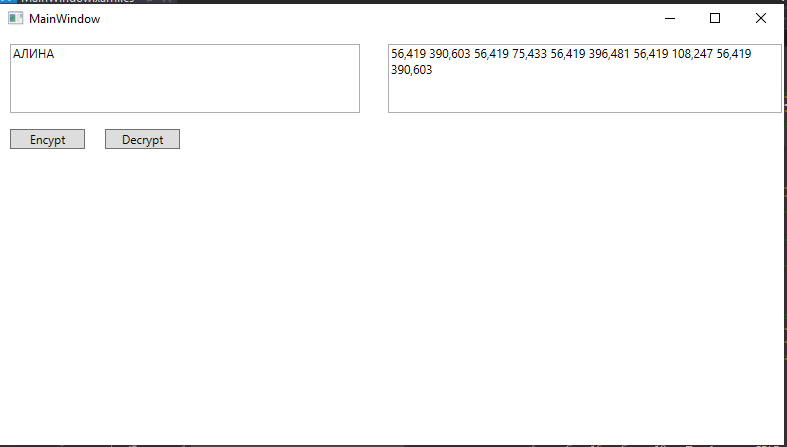 MainWindow
АЛИНА
56,419 390,603 56,419 75,433 56,419 396,481 56,419 108,247 56,419
390,603
Encypt
Decrypt